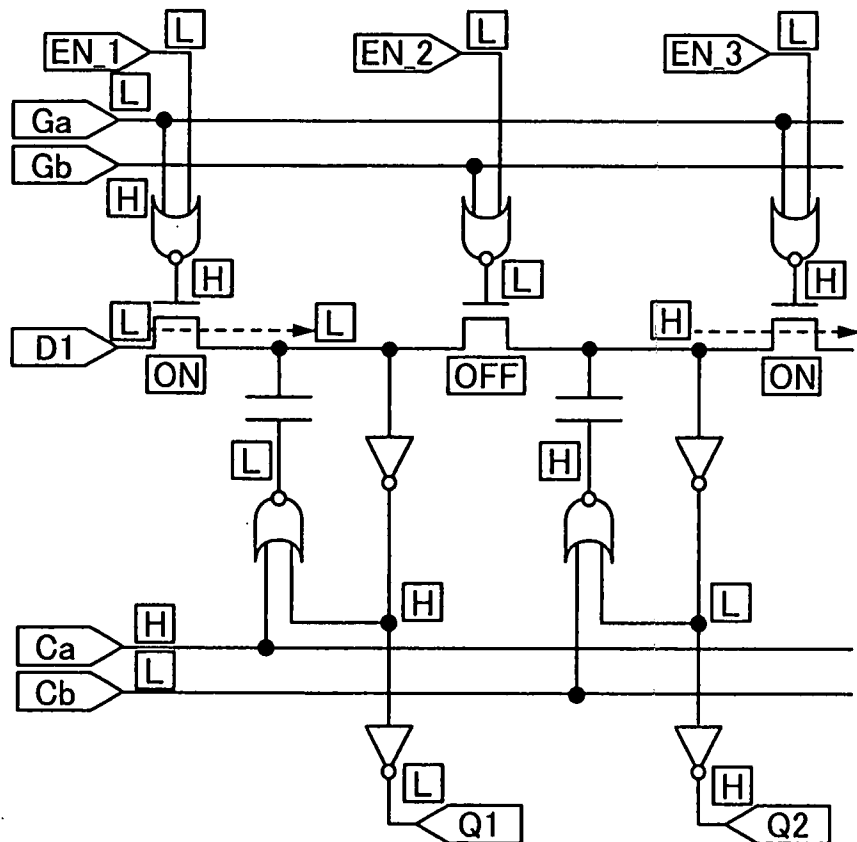 L L L
EN_1 EN_2 EN_3
L
Ga
Gb
H
H L H
L L H
D1
ON OFF ON
L H
H L
H
Ca
L
Cb
L H
Q1 Q2